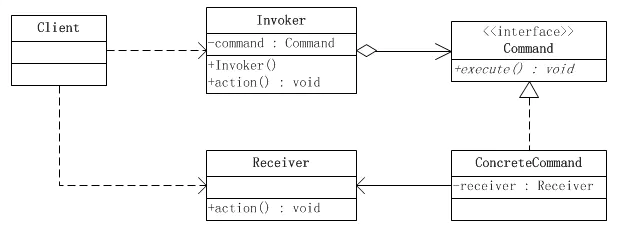 Client
Invoker
-command : Command
+Invoker()
+action() : void
<<interface>>
Command
+execute() : void
Receiver
+action() : void
ConcreteCommand
-receiver : Receiver